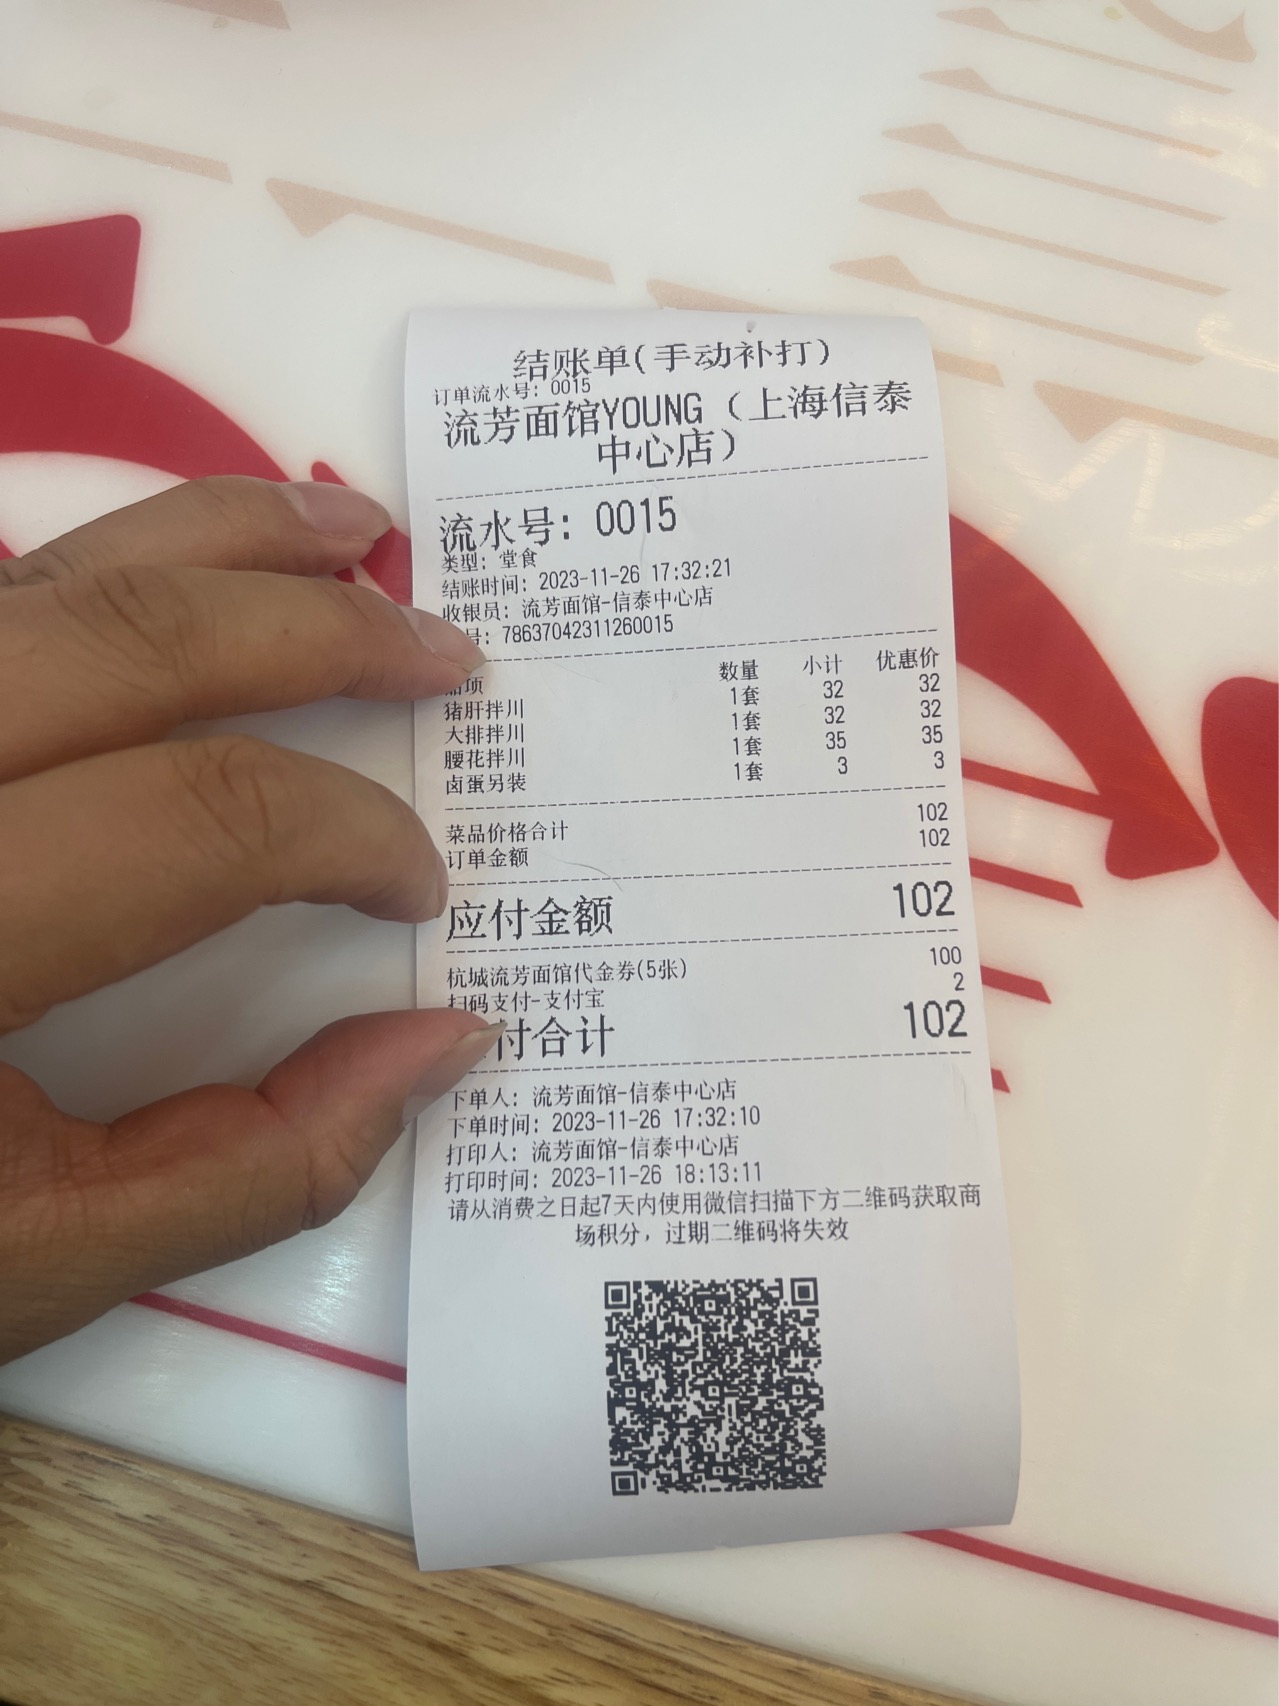 结账单(手动补打)
订单流水号: 0015
流芳面馆YOUNG（上海信泰
中心店）
流水号: 0015
类型: 堂食
结账时间: 2023-11-26 17:32:21
收银员: 流芳面馆-信泰中心店
号: 78637042311260015
品项 数量 小计 优惠价
猪肝拌川 1套 32 32
大排拌川 1套 32 32
腰花拌川 1套 35 35
卤蛋另装 1套 3 3
菜品价格合计 102
订单金额 102
应付金额 102
杭城流芳面馆代金券(5张) 100
扫码支付-支付宝 2
付合计 102
下单人: 流芳面馆-信泰中心店
下单时间: 2023-11-26 17:32:10
打印人: 流芳面馆-信泰中心店
打印时间: 2023-11-26 18:13:11
请从消费之日起7天内使用微信扫描下方二维码获取商
场积分，过期二维码将失效